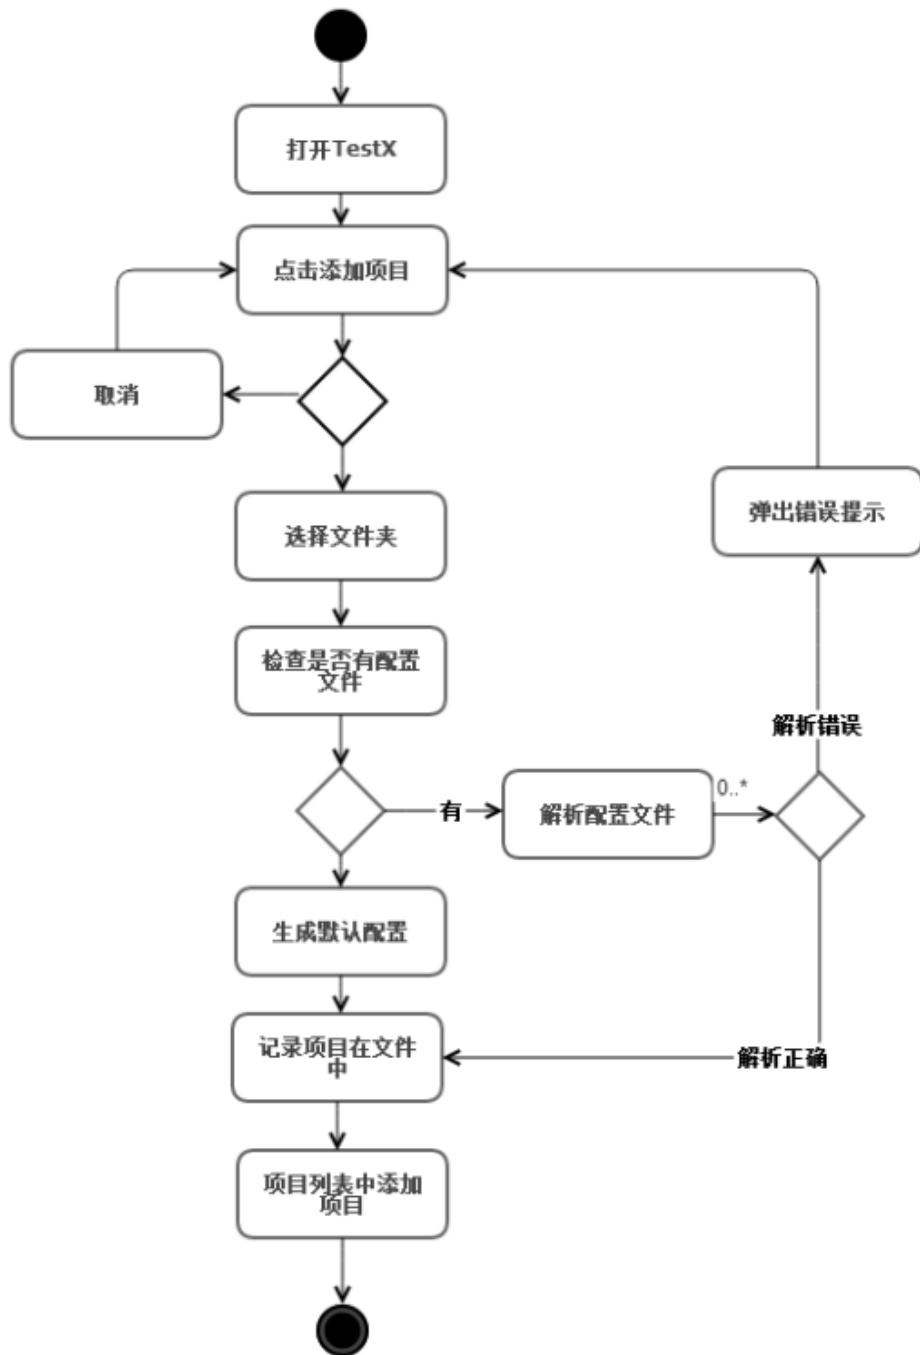 打开TestX
点击添加项目
取消
选择文件夹
弹出错误提示
检查是否有配置
文件
解析错误
有
解析配置文件
0..*
生成默认配置
记录项目在文件
中
解析正确
项目列表中添加
项目